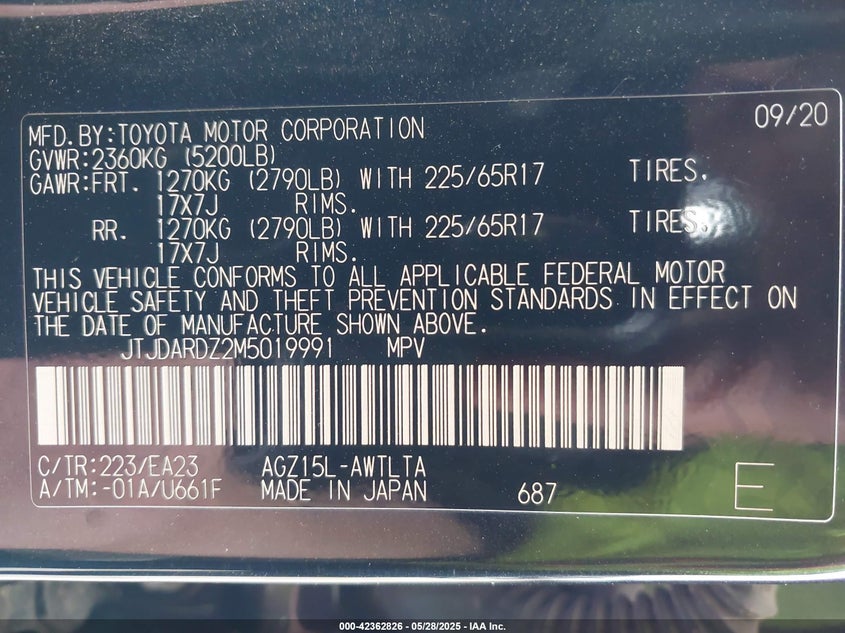 09/20
MFD.BY:TOYOTA MOTOR CORPORATION
GVWR:2360KG (5200LB)
GAWR:FRT. 1270KG (2790LB) WITH 225/65R17 TIRES.
17X7J RIMS.
RR. 1270KG (2790LB) WITH 225/65R17 TIRES.
17X7J RIMS.
THIS VEHICLE CONFORMS TO ALL APPLICABLE FEDERAL MOTOR
VEHICLE SAFETY AND THEFT PREVENTION STANDARDS IN EFFECT ON
THE DATE OF MANUFACTURE SHOWN ABOVE.
JTJDARDZ2M5019991 MPV
C/TR:223/EA23 AGZ15L-AWTLTA
A/TM:-01A/U661F MADE IN JAPAN 687 E
000-42362826 - 05/28/2025 - IAA Inc.